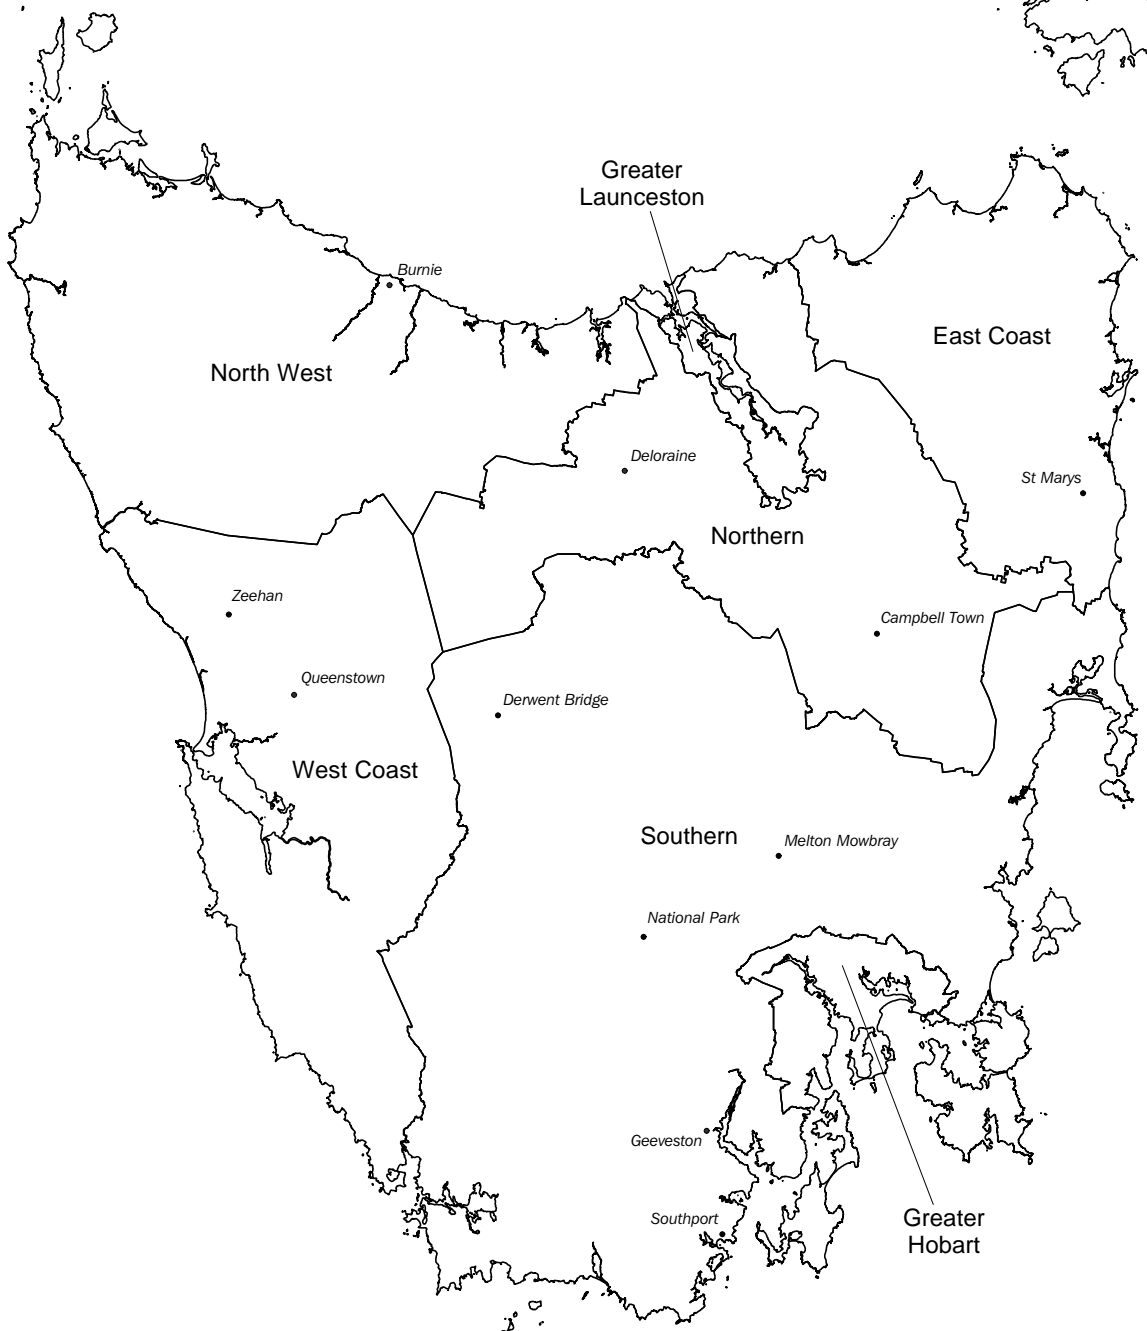 Greater
Launceston
Burnie
East Coast
North West
Deloraine
St Marys
Northern
Zeehan
Campbell Town
Queenstown
Derwent Bridge
West Coast
Southern
Melton Mowbray
National Park
Geeveston
Southport
Greater
Hobart